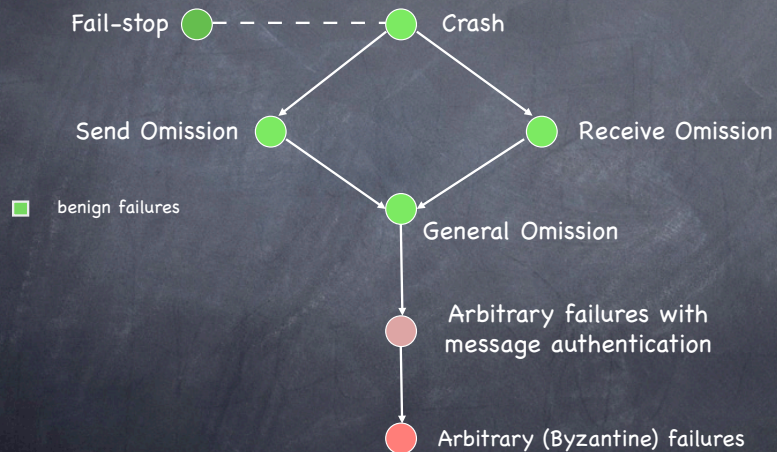 Fail-stop
Crash
Send Omission
Receive Omission
benign failures
General Omission
Arbitrary failures with
message authentication
Arbitrary (Byzantine) failures